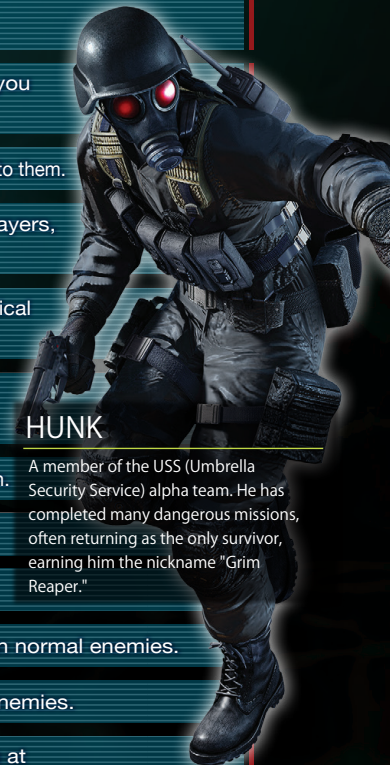 you
to them.
ayers,
ical
HUNK
A member of the USS (Umbrella
Security Service) alpha team. He has
completed many dangerous missions,
often returning as the only survivor,
earning him the nickname "Grim
Reaper."
n.
n normal enemies.
nemies.
at